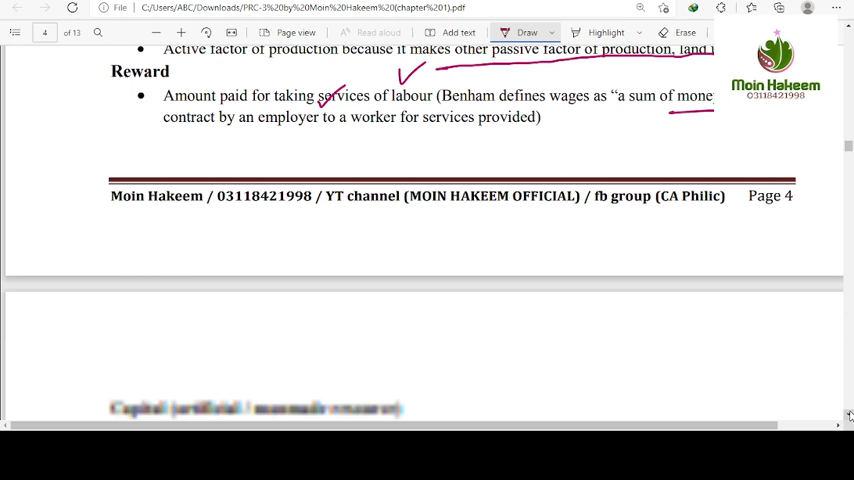 File
C:/Users/ABC/Downloads/PRC-3%20by%20Moin%20Hakeem%20(chapter%201).pdf
4 of 13
Page view
Read aloud
Add text
Draw
Highlight
Erase
Moin Hakeem
03118421998
• Active factor of production because it makes other passive factor of production, land
Reward
• Amount paid for taking services of labour (Benham defines wages as “a sum of mone
contract by an employer to a worker for services provided)
Moin Hakeem / 03118421998 / YT channel (MOIN HAKEEM OFFICIAL) / fb group (CA Philic) Page 4